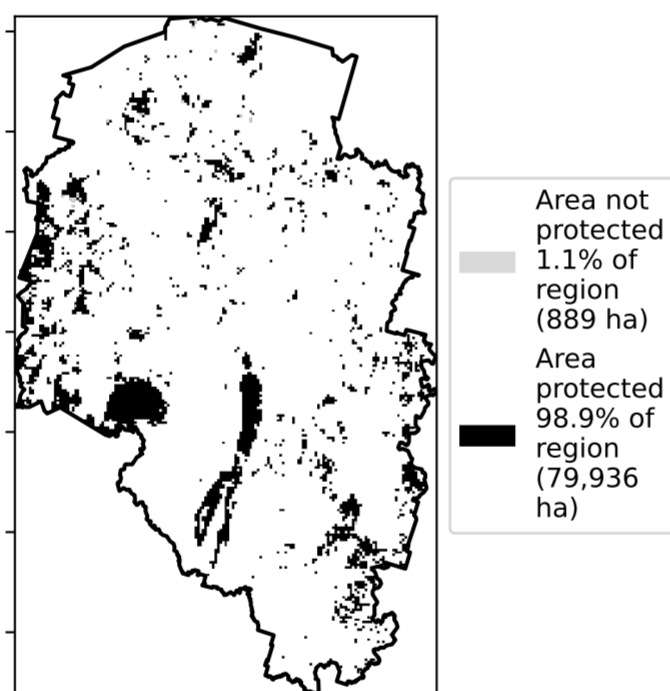 Area not
protected
1.1% of
region
(889 ha)
Area
protected
98.9% of
region
(79,936
ha)